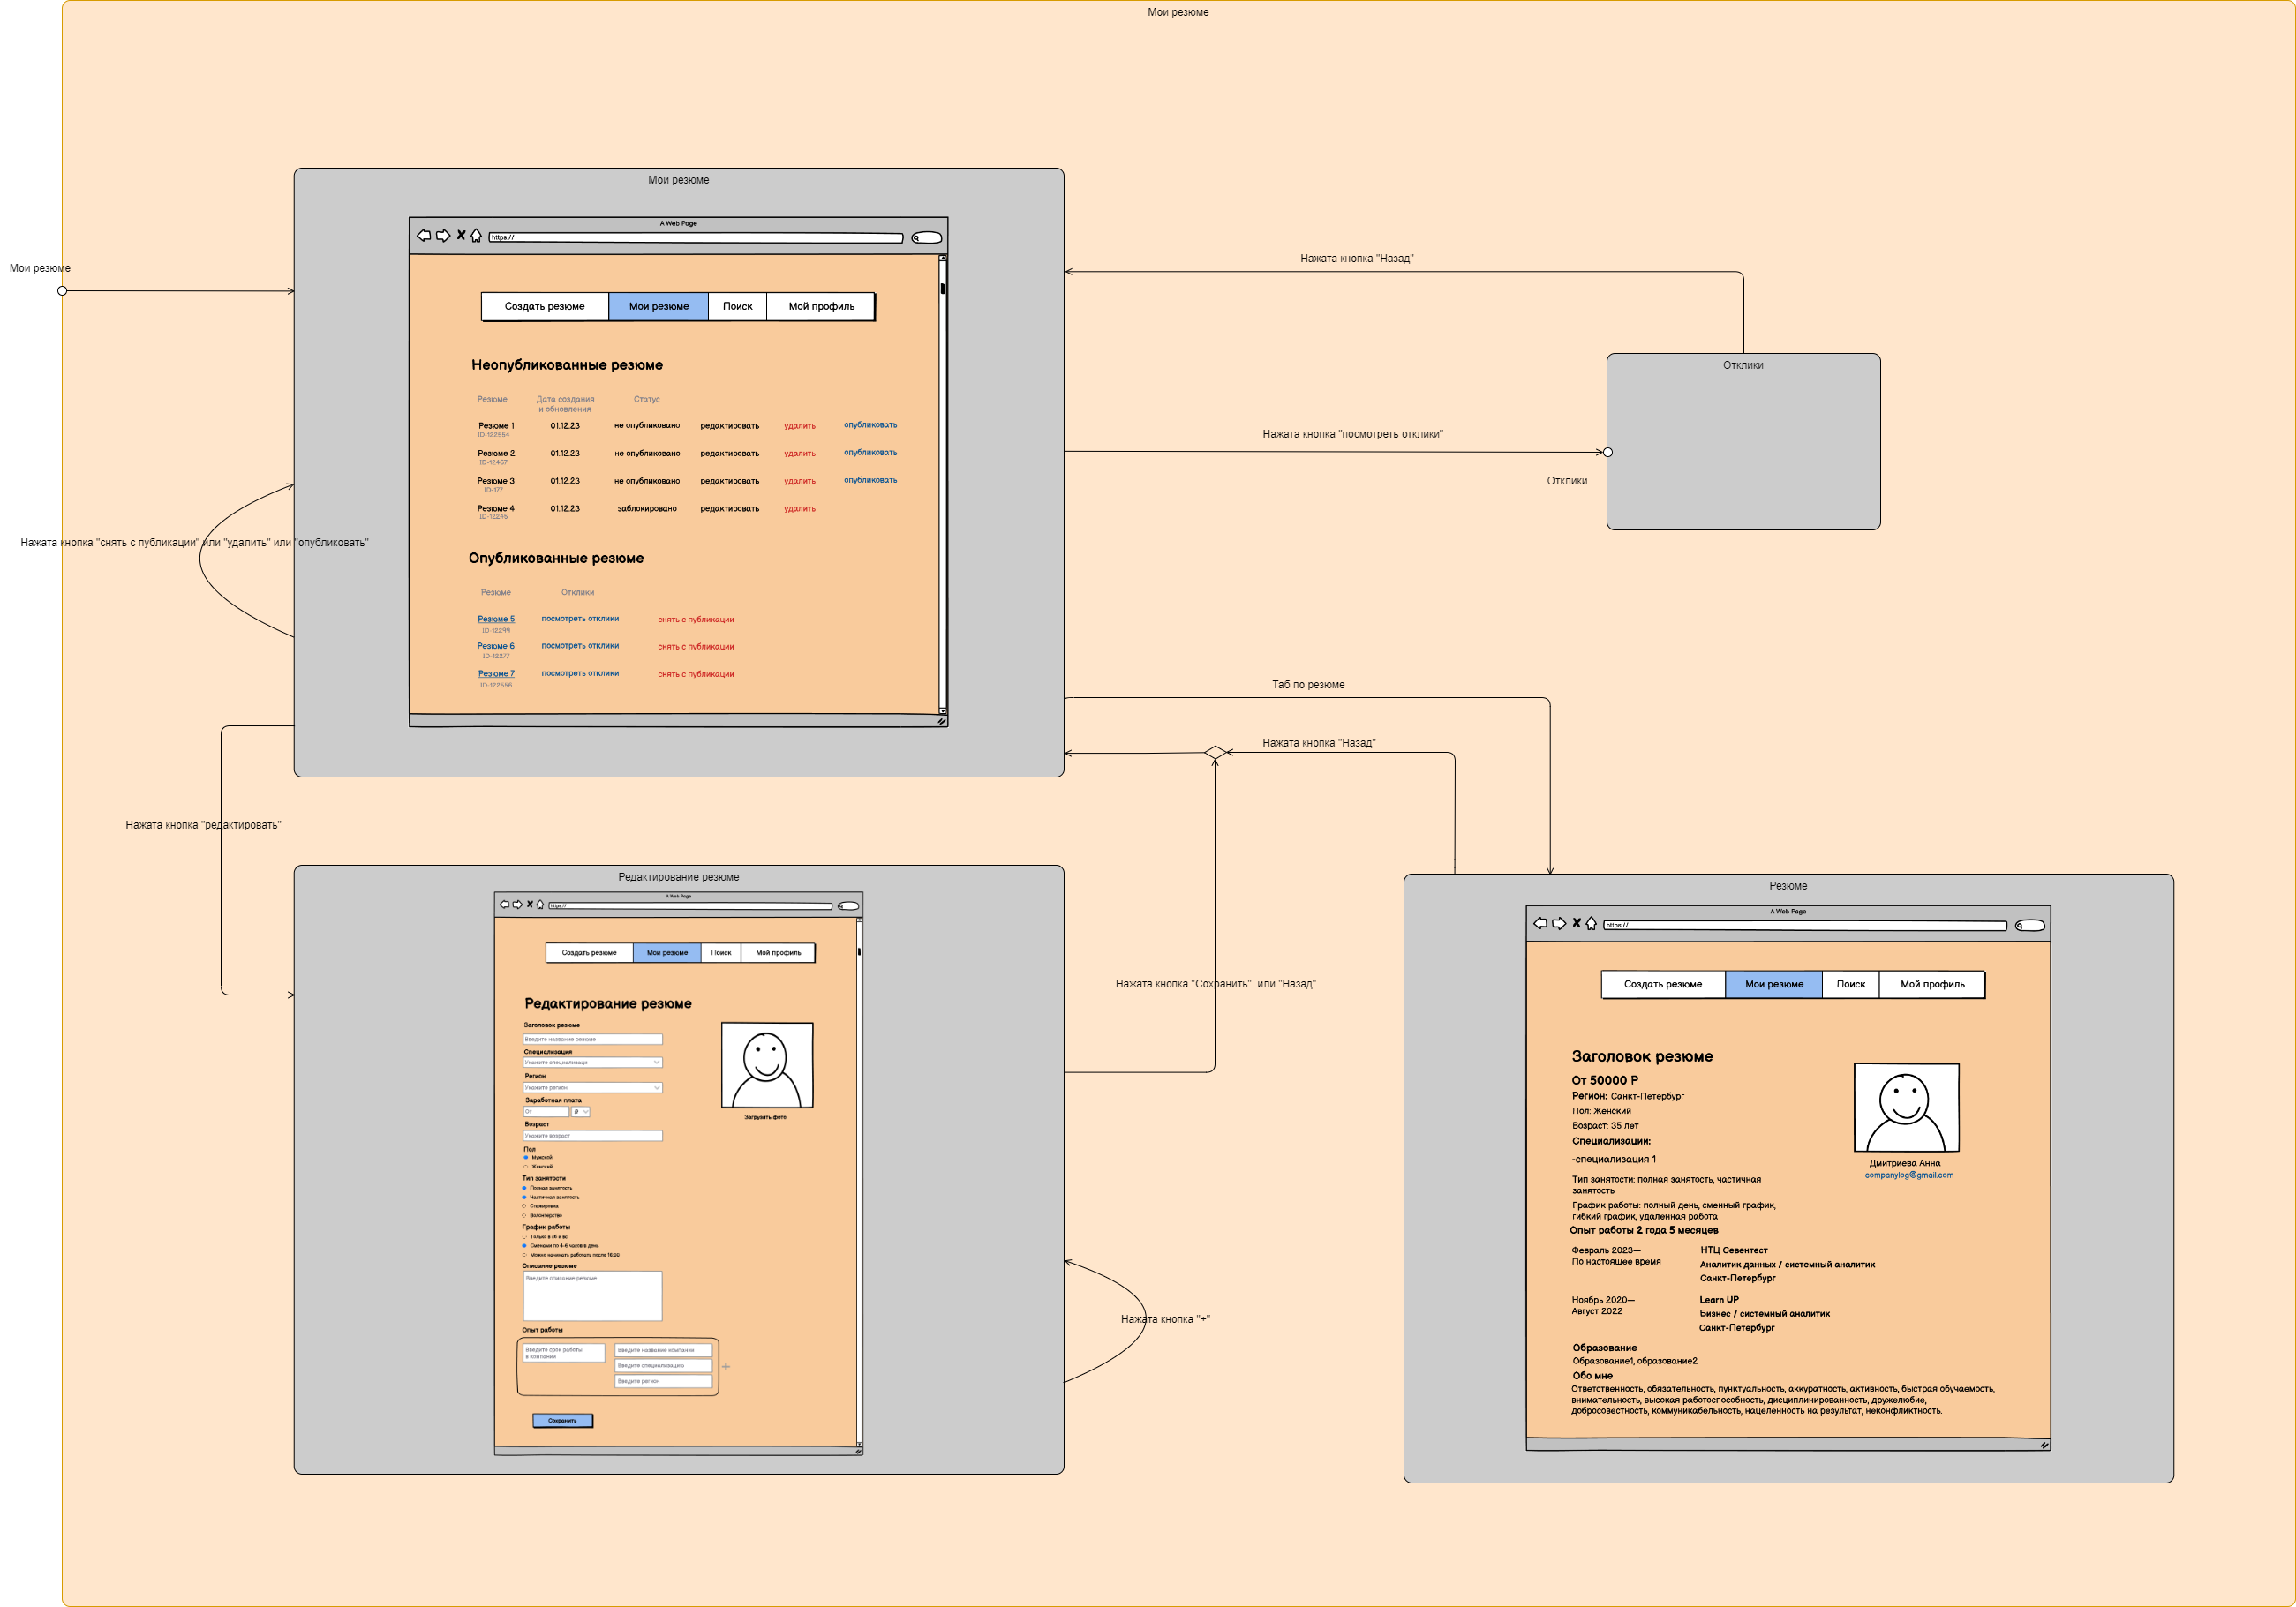 Мои резюме
Мои резюме
Мои резюме
A Web Page
https://
Создать резюме
Мои резюме
Поиск
Мой профиль
Неопубликованные резюме
Резюме
Дата создания
и обновления
Статус
Резюме 1
01.12.23
не опубликовано
редактировать
удалить
опубликовать
ID-122554
Резюме 2
01.12.23
не опубликовано
редактировать
удалить
опубликовать
ID-12467
Резюме 3
01.12.23
не опубликовано
редактировать
удалить
опубликовать
ID-177
Резюме 4
01.12.23
заблокировано
редактировать
удалить
ID-12245
Опубликованные резюме
Резюме
Отклики
Резюме 5
посмотреть отклики
снять с публикации
ID-12299
Резюме 6
посмотреть отклики
снять с публикации
ID-12277
Резюме 7
посмотреть отклики
снять с публикации
ID-122556
Нажата кнопка "снять с публикации" или "удалить" или "опубликовать"
Нажата кнопка "Назад"
Отклики
Нажата кнопка "посмотреть отклики"
Отклики
Таб по резюме
Нажата кнопка "Назад"
Нажата кнопка "редактировать"
Редактирование резюме
A Web Page
https://
Создать резюме
Мои резюме
Поиск
Мой профиль
Редактирование резюме
Заголовок резюме
Введите название резюме
Специализация
Укажите специализаци
Регион
Укажите регион
Заработная плата
От
₽
Возраст
Укажите возраст
Загрузить фото
Пол
Мужской
Женский
Тип занятости
Полная занятость
Частичная занятость
Стажировка
Волонтерство
График работы
Только в сб и вс
Сменами по 4-6 часов в день
Можно начинать работать после 16:00
Описание резюме
Введите описание резюме
Опыт работы
Введите срок работы
в компании
Введите название компании
Введите специализацию
Введите регион
+
Сохранить
Нажата кнопка "Сохранить" или "Назад"
Нажата кнопка "+"
Резюме
A Web Page
https://
Создать резюме
Мои резюме
Поиск
Мой профиль
Заголовок резюме
От 50000 Р
Регион: Санкт-Петербург
Пол: Женский
Возраст: 35 лет
Специализации:
-специализация 1
Дмитриева Анна
companylog@gmail.com
Тип занятости: полная занятость, частичная
занятость
График работы: полный день, сменный график,
гибкий график, удаленная работа
Опыт работы 2 года 5 месяцев
Февраль 2023—
По настоящее время
НТЦ Севентест
Аналитик данных / системный аналитик
Санкт-Петербург
Ноябрь 2020—
Август 2022
Learn UP
Бизнес / системный аналитик
Санкт-Петербург
Образование
Образование1, образование2
Обо мне
Ответственность, обязательность, пунктуальность, аккуратность, активность, быстрая обучаемость,
внимательность, высокая работоспособность, дисциплинированность, дружелюбие,
добросовестность, коммуникабельность, нацеленность на результат, неконфликтность.